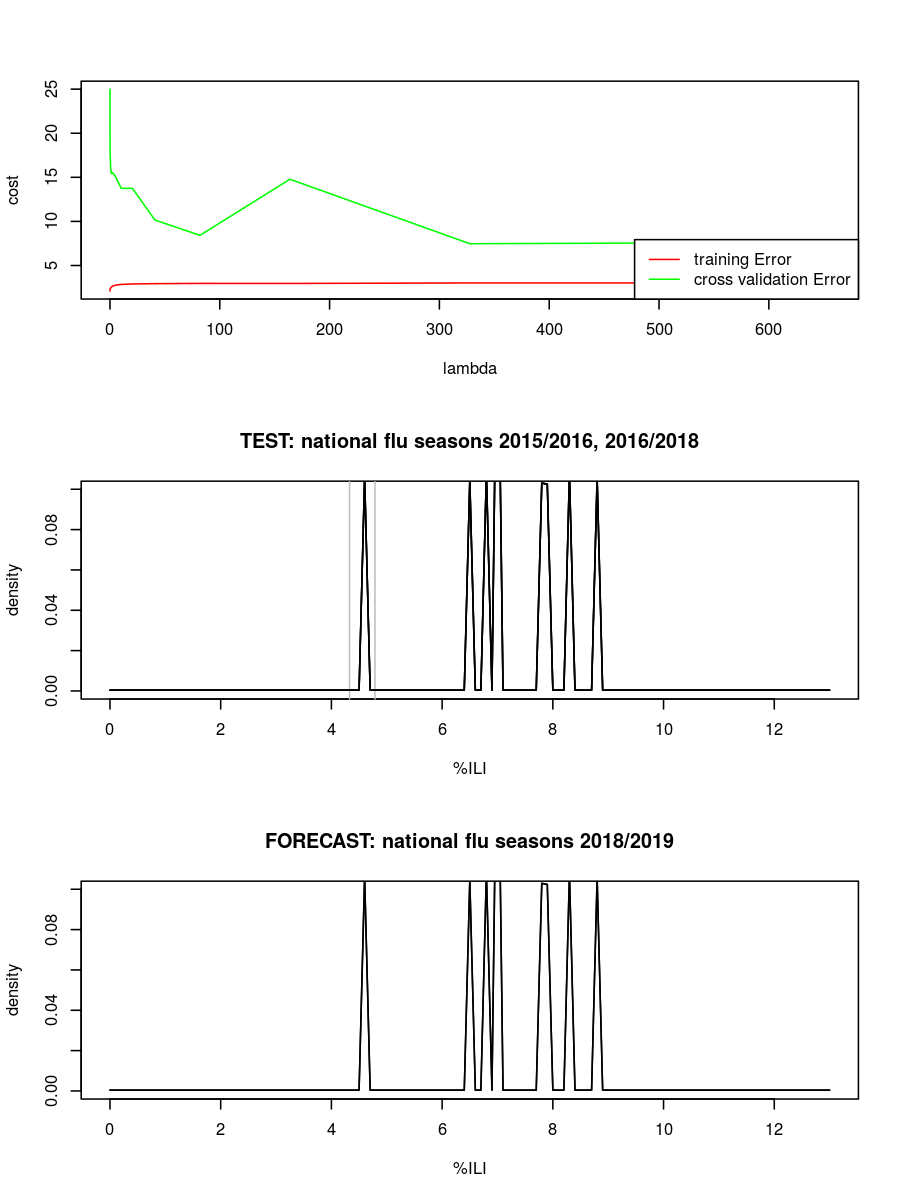 25
20
15
10
5
cost
training Error
cross validation Error
0 100 200 300 400 500 600
lambda
TEST: national flu seasons 2015/2016, 2016/2018
0.08
0.04
0.00
density
0 2 4 6 8 10 12
%ILI
FORECAST: national flu seasons 2018/2019
0.08
0.04
0.00
density
0 2 4 6 8 10 12
%ILI